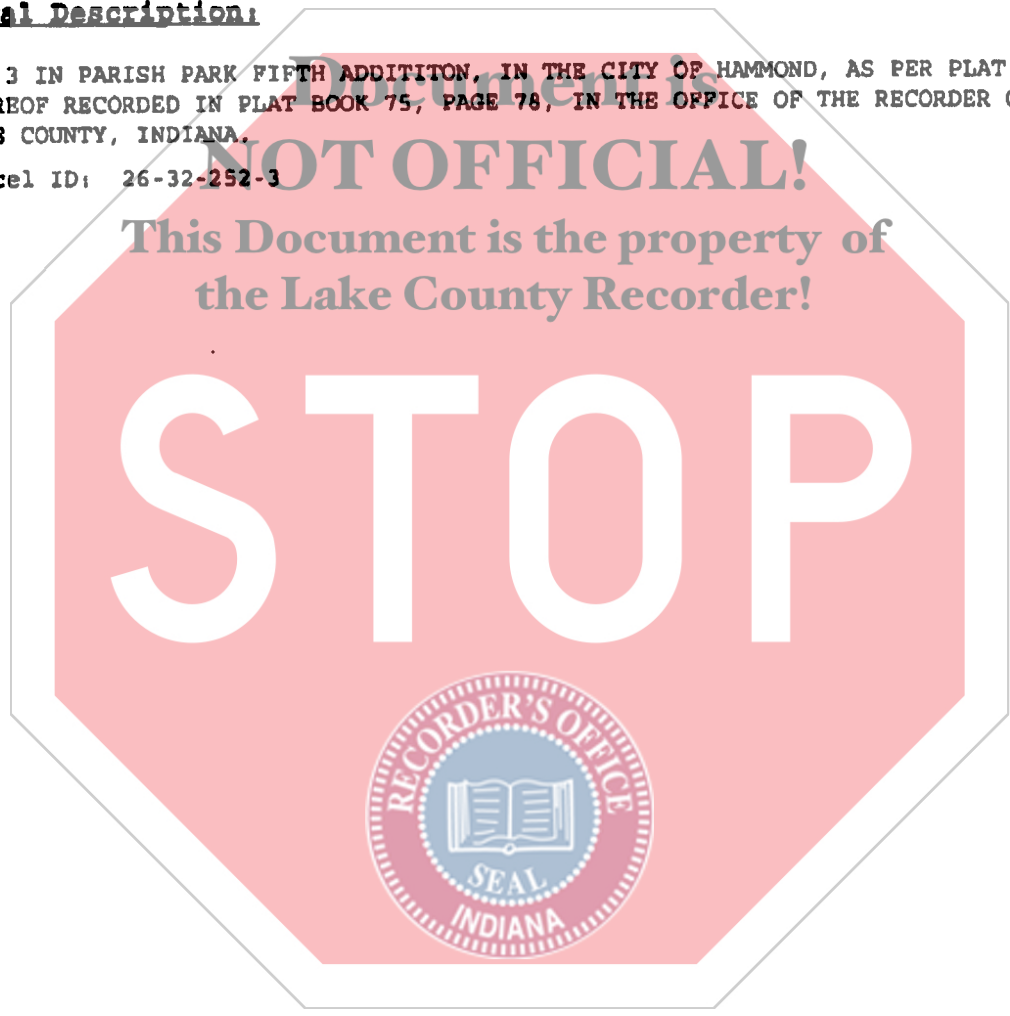 al Description:
3 IN PARISH PARK FIFTH ADDITITON, IN THE CITY OF HAMMOND, AS PER PLAT
REOF RECORDED IN PLAT BOOK 75, PAGE 78, IN THE OFFICE OF THE RECORDER
COUNTY, INDIANA.
cel ID: 26-32-252-3
Document is
NOT OFFICIAL!
This Document is the property of
the Lake County Recorder!
STOP
RECORDER'S OFFICE
SEAL
INDIANA